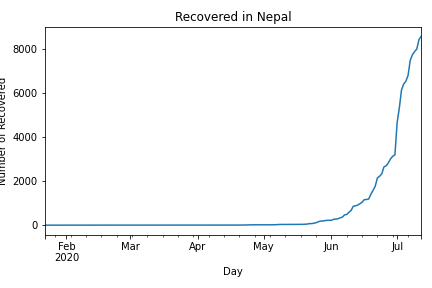 Recovered in Nepal
Number of Recovered
8000
6000
4000
2000
0
Feb
2020
Mar
Apr
May
Jun
Jul
Day